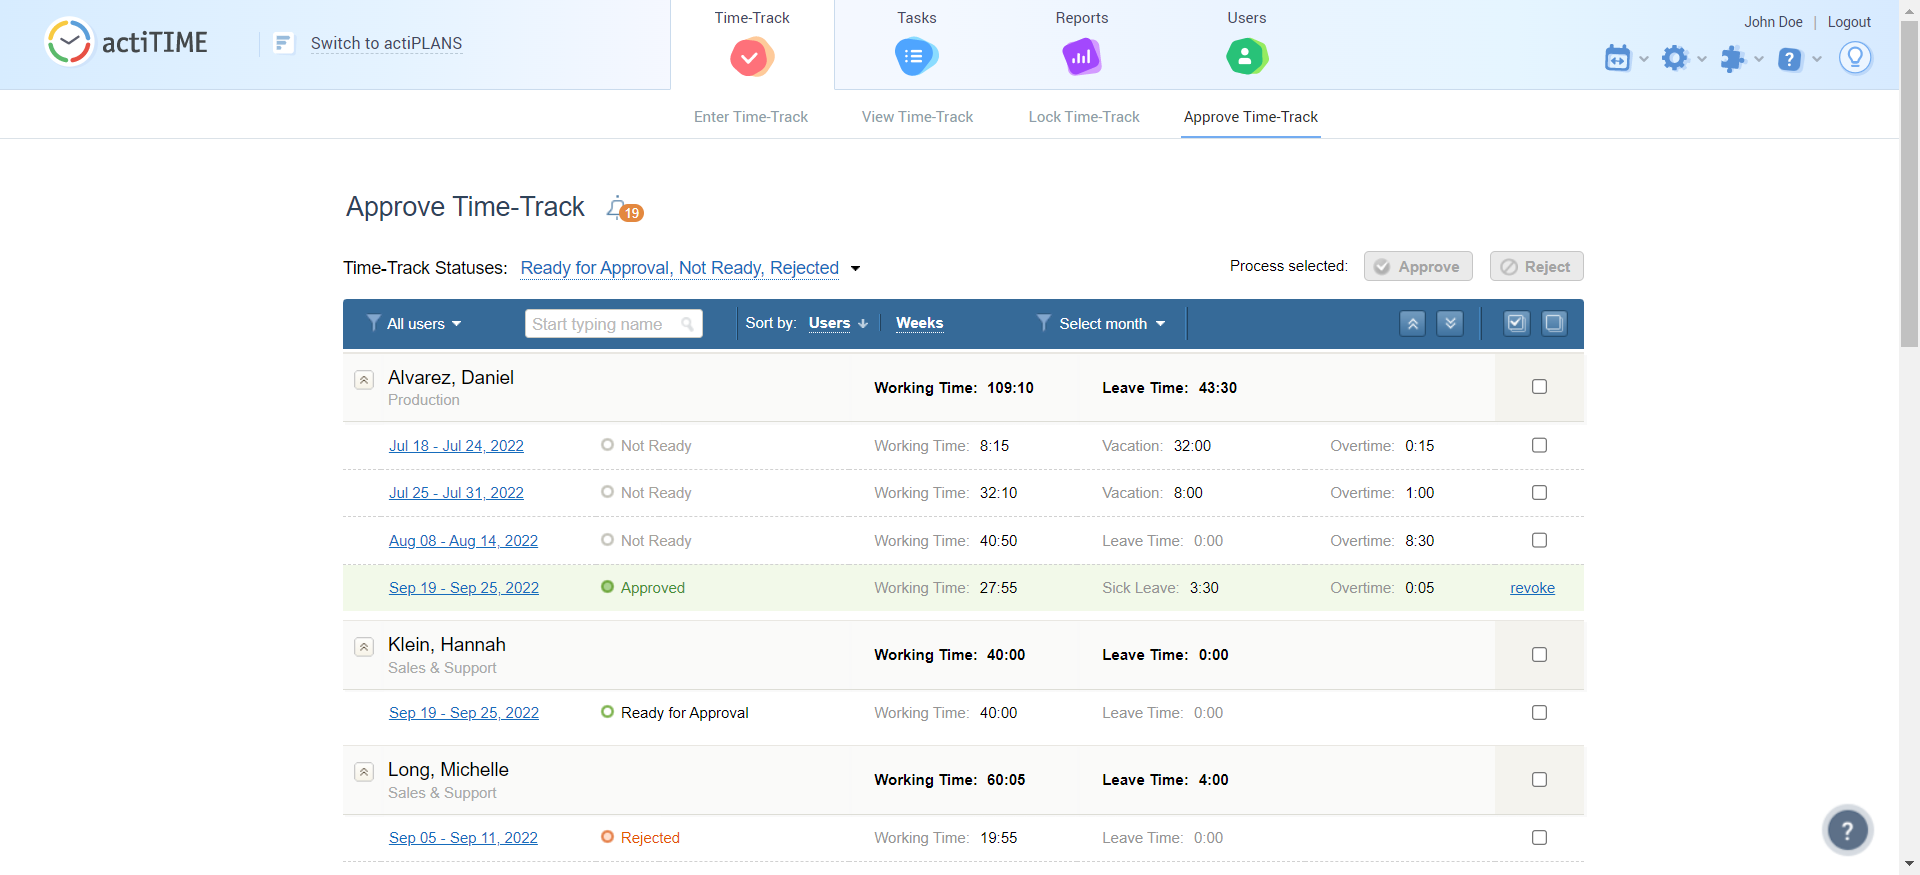 actiTIME
Switch to actiPLANS
Time-Track
Tasks
Reports
Users
John Doe | Logout
Enter Time-Track
View Time-Track
Lock Time-Track
Approve Time-Track
Approve Time-Track 19
Time-Track Statuses: Ready for Approval, Not Ready, Rejected
Process selected: Approve Reject
All users Start typing name Sort by: Users Weeks Select month
Alvarez, Daniel
Production
Working Time: 109:10 Leave Time: 43:30
Jul 18 - Jul 24, 2022 Not Ready Working Time: 8:15 Vacation: 32:00 Overtime: 0:15
Jul 25 - Jul 31, 2022 Not Ready Working Time: 32:10 Vacation: 8:00 Overtime: 1:00
Aug 08 - Aug 14, 2022 Not Ready Working Time: 40:50 Leave Time: 0:00 Overtime: 8:30
Sep 19 - Sep 25, 2022 Approved Working Time: 27:55 Sick Leave: 3:30 Overtime: 0:05 revoke
Klein, Hannah
Sales & Support
Working Time: 40:00 Leave Time: 0:00
Sep 19 - Sep 25, 2022 Ready for Approval Working Time: 40:00 Leave Time: 0:00
Long, Michelle
Sales & Support
Working Time: 60:05 Leave Time: 4:00
Sep 05 - Sep 11, 2022 Rejected Working Time: 19:55 Leave Time: 0:00
?